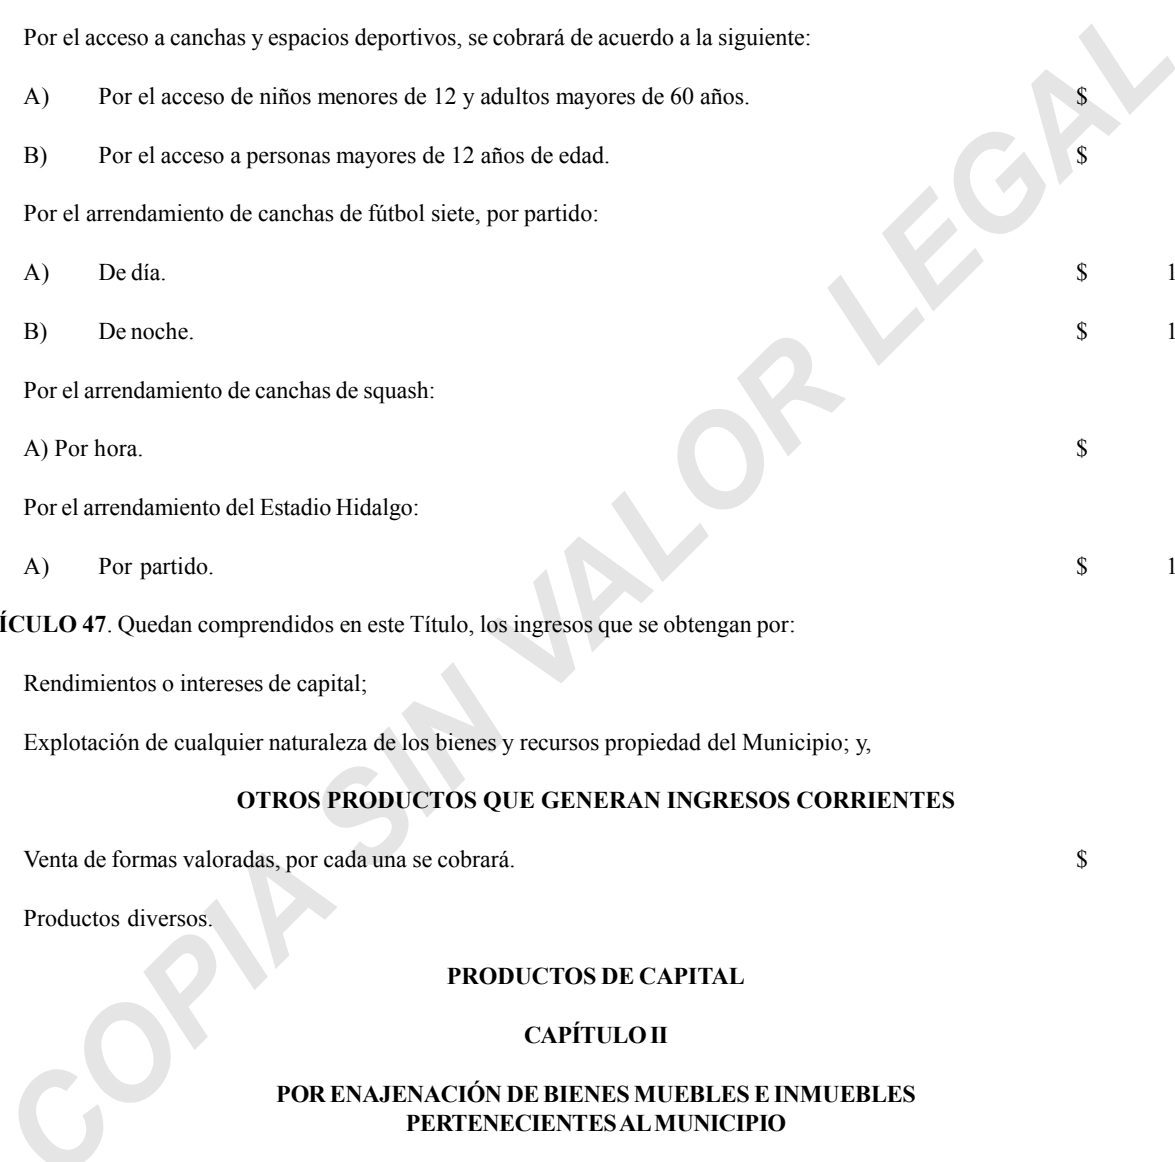 Por el acceso a canchas y espacios deportivos, se cobrará de acuerdo a la siguiente:
A) Por el acceso de niños menores de 12 y adultos mayores de 60 años. $
B) Por el acceso a personas mayores de 12 años de edad. $
Por el arrendamiento de canchas de fútbol siete, por partido:
A) De día. $ 1
B) De noche. $ 1
Por el arrendamiento de canchas de squash:
A) Por hora. $
Por el arrendamiento del Estadio Hidalgo:
A) Por partido. $ 1
ÍCULO 47. Quedan comprendidos en este Título, los ingresos que se obtengan por:
Rendimientos o intereses de capital;
Explotación de cualquier naturaleza de los bienes y recursos propiedad del Municipio; y,
OTROS PRODUCTOS QUE GENERAN INGRESOS CORRIENTES
Venta de formas valoradas, por cada una se cobrará. $
Productos diversos.
PRODUCTOS DE CAPITAL
CAPÍTULO II
POR ENAJENACIÓN DE BIENES MUEBLES E INMUEBLES
PERTENECIENTES AL MUNICIPIO
COPIA SIN VALOR LEGAL